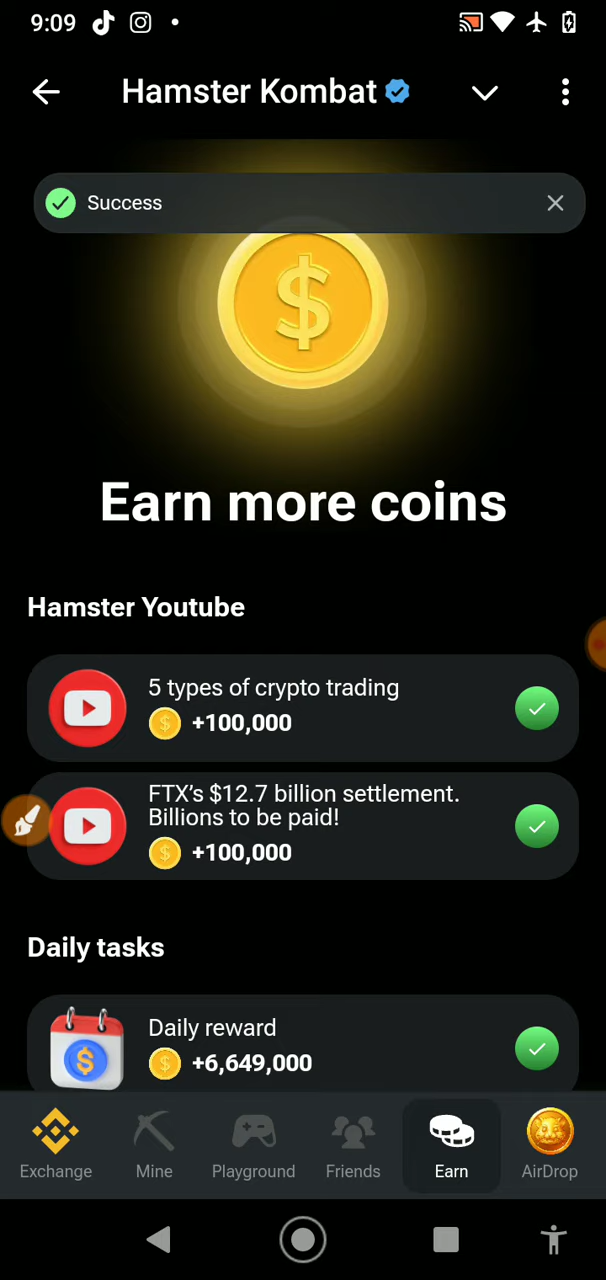 9:09
Hamster Kombat
Success
Earn more coins
Hamster Youtube
5 types of crypto trading
+100,000
FTX’s $12.7 billion settlement.
Billions to be paid!
+100,000
Daily tasks
Daily reward
+6,649,000
Exchange
Mine
Playground
Friends
Earn
AirDrop